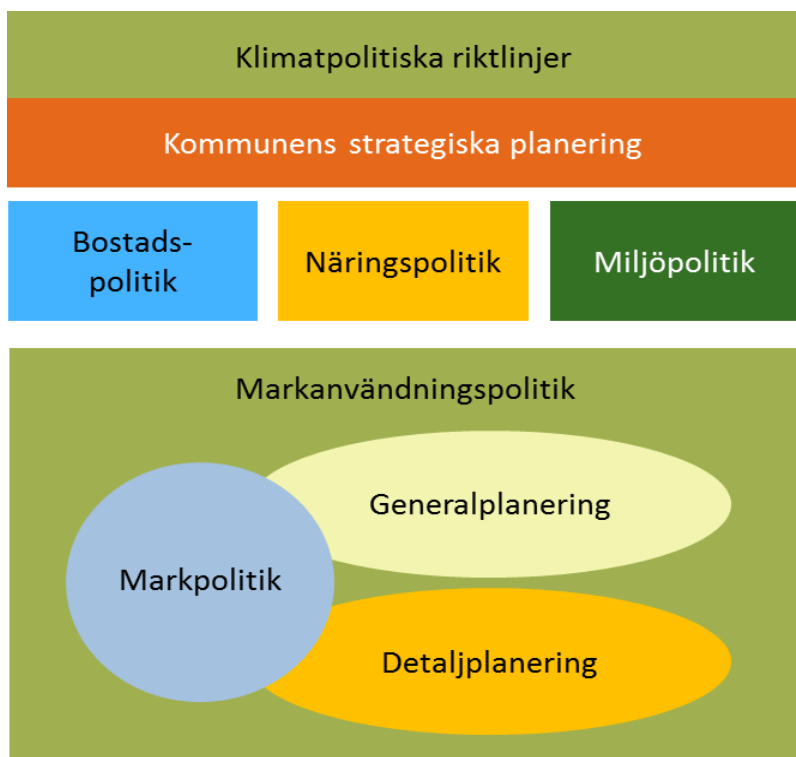 Klimatpolitiska riktlinjer
Kommunens strategiska planering
Bostads-
politik
Näringspolitik
Miljöpolitik
Markanvändningspolitik
Generalplanering
Markpolitik
Detaljplanering